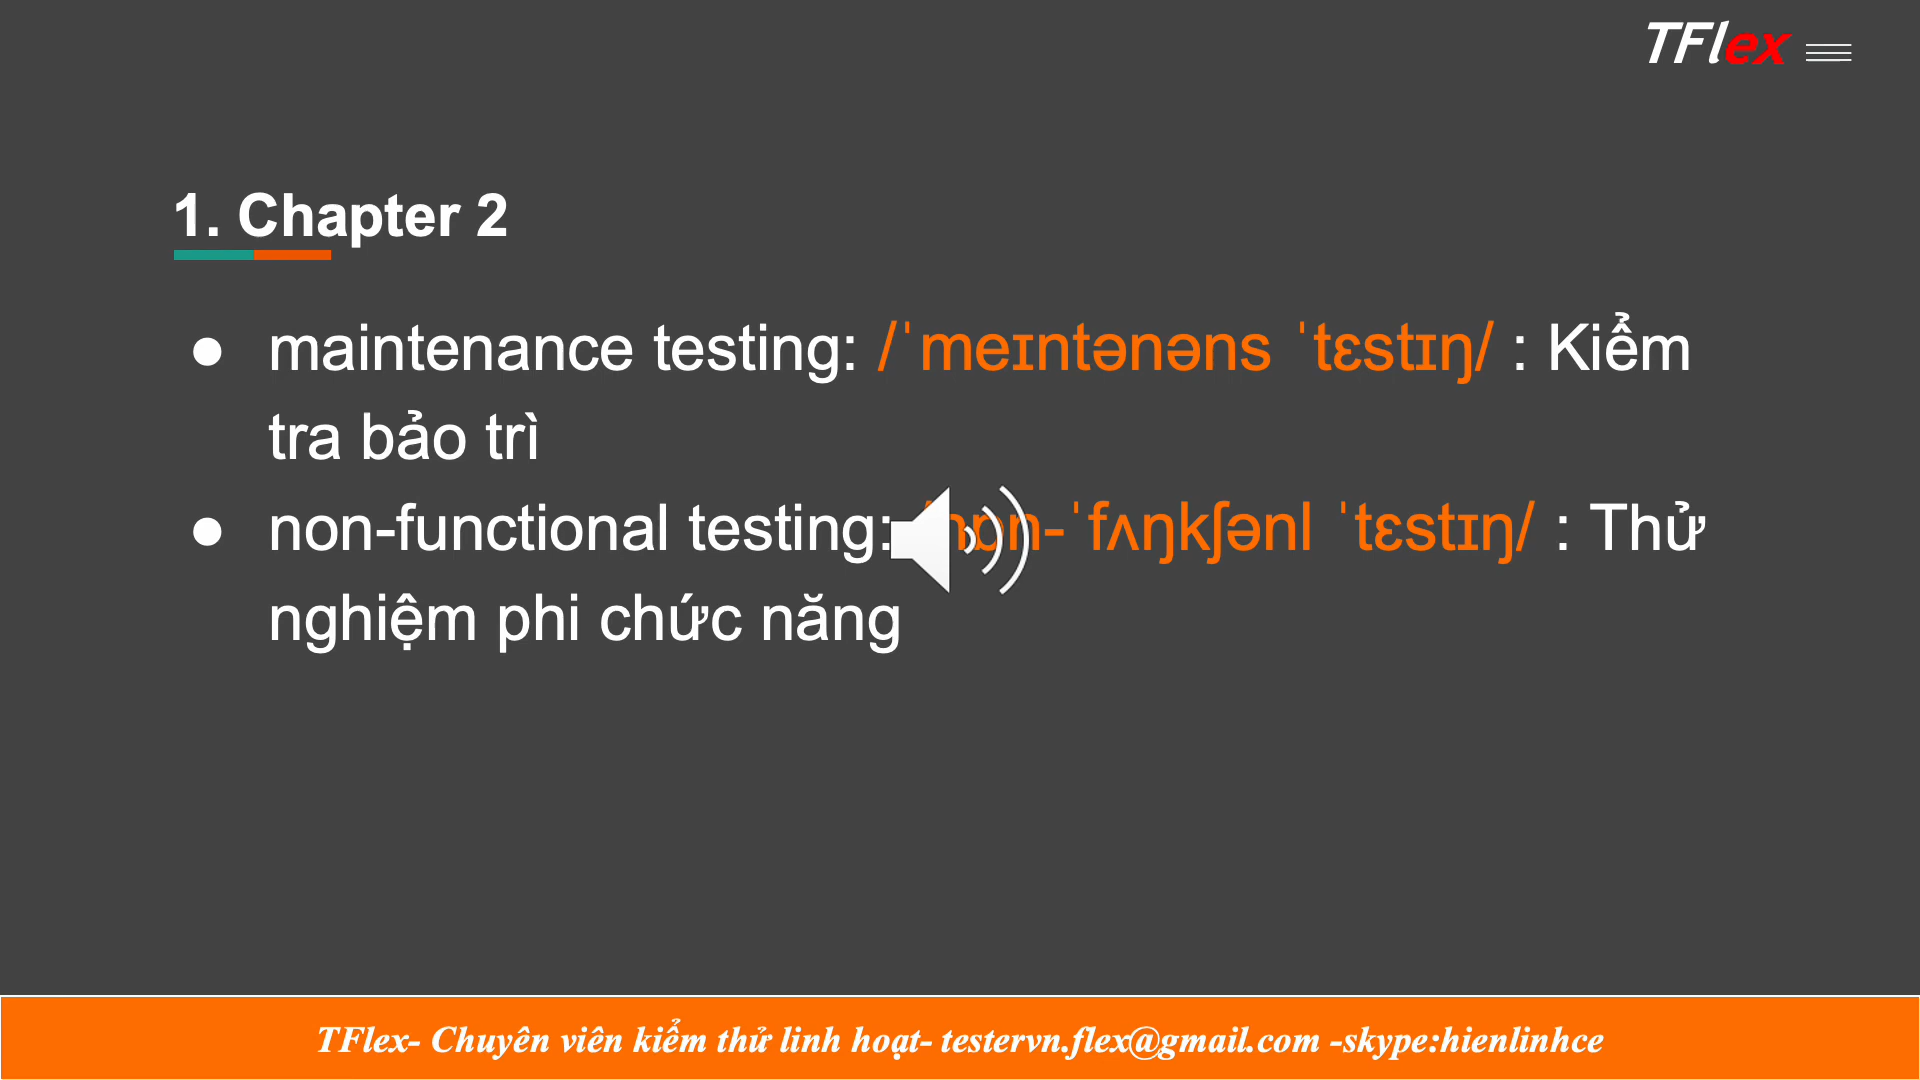 TFlex
1. Chapter 2
● maintenance testing: /ˈmeɪntənəns ˈtɛstɪŋ/ : Kiểm
tra bảo trì
● non-functional testing: /nɒn-ˈfʌŋkʃənl ˈtɛstɪŋ/ : Thử
nghiệm phi chức năng
TFlex- Chuyên viên kiểm thử linh hoạt- testervn.flex@gmail.com -skype:hienlinhce